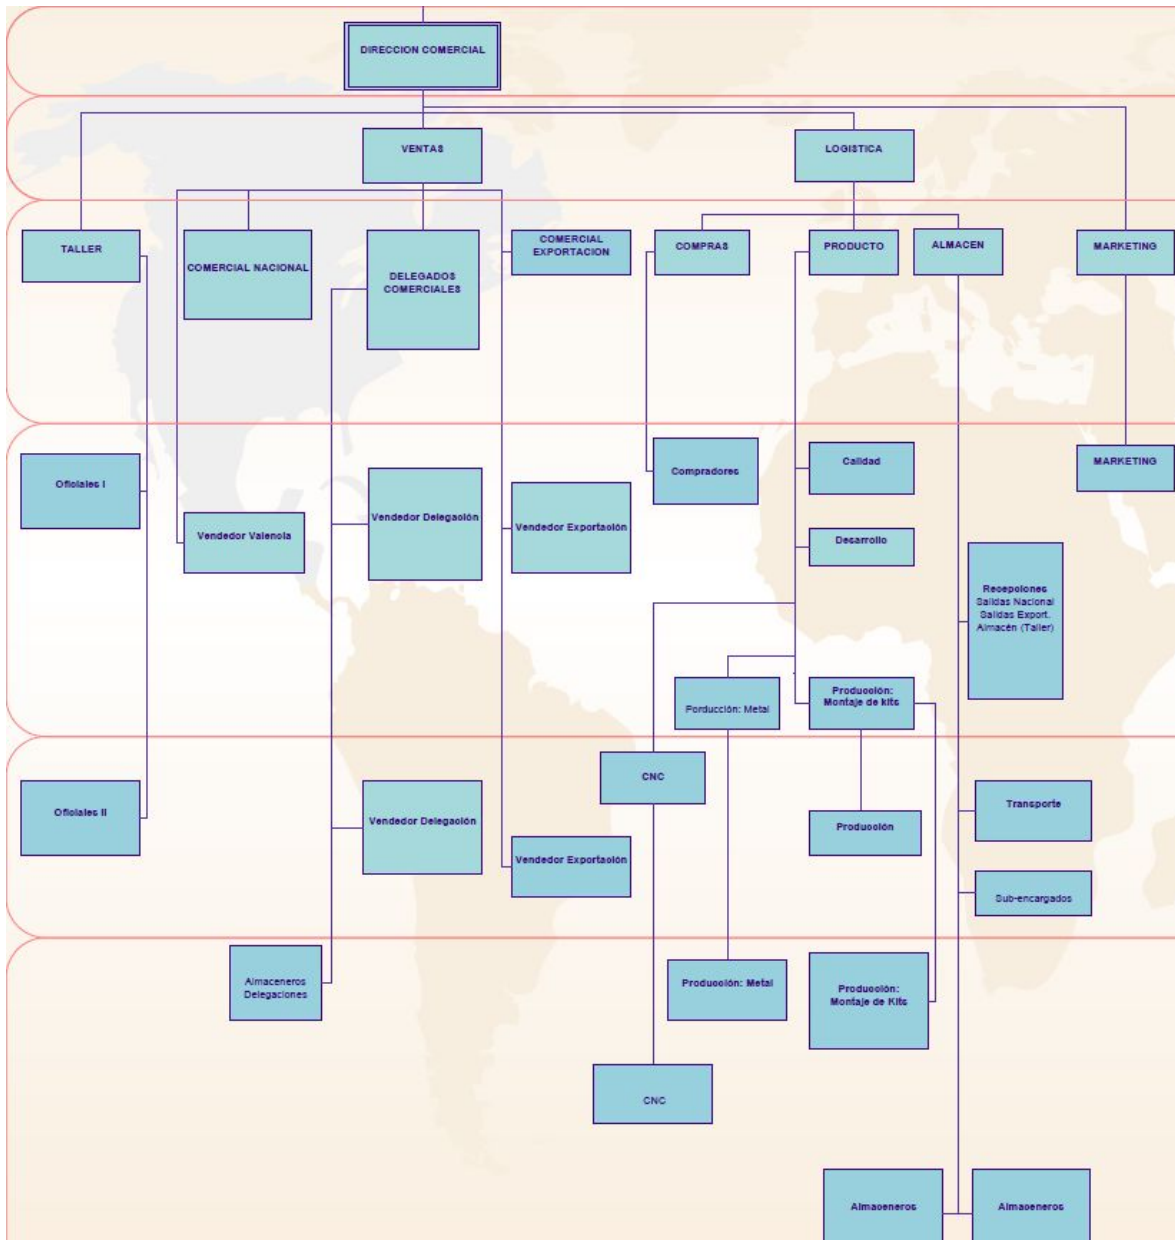 DIRECCION COMERCIAL
VENTAS
LOGISTICA
TALLER
COMERCIAL NACIONAL
DELEGADOS
COMERCIALES
COMERCIAL
EXPORTACION
COMPRAS
PRODUCTO
ALMACEN
MARKETING
Oficiales I
Vendedor Valencia
Vendedor Delegación
Vendedor Exportación
Compradores
Calidad
Desarrollo
MARKETING
Recepciones
Salidas Nacional
Salidas Export.
Almacén (Taller)
Porducción: Metal
Producción:
Montaje de kits
CNC
Oficiales II
Vendedor Delegación
Vendedor Exportación
Producción
Transporte
Sub-encargados
Almaceneros
Delegaciones
Producción: Metal
Producción:
Montaje de Kits
CNC
Almaceneros
Almaceneros